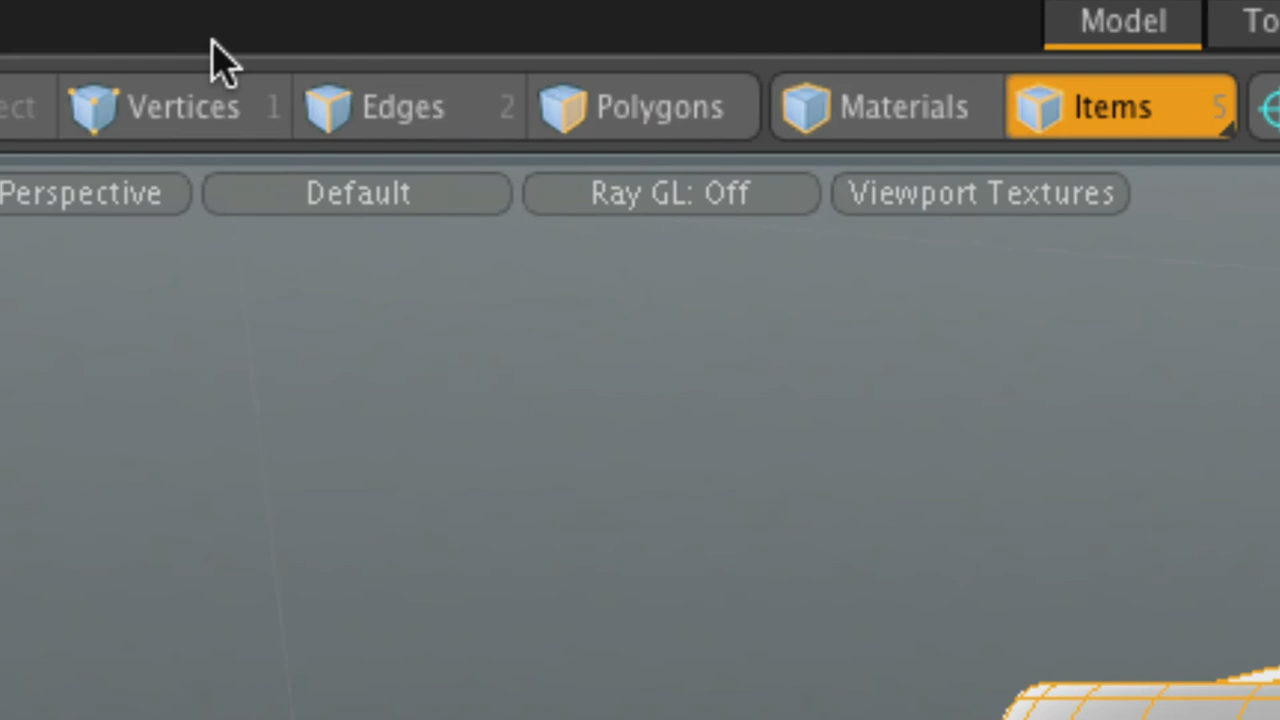 Model To
ect Vertices 1 Edges 2 Polygons Materials Items 5
Perspective Default Ray GL: Off Viewport Textures